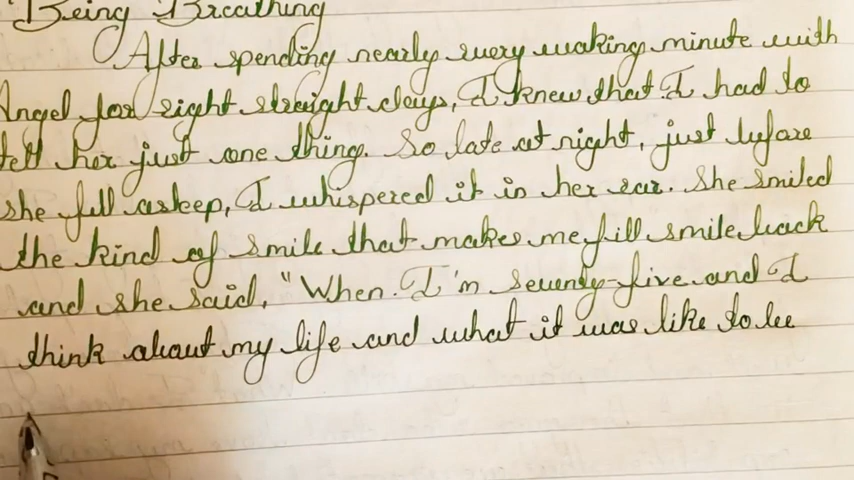 Being Breathing
After spending nearly every waking minute with
Angel for eight straight days, I knew that I had to
tell her just one thing. So late at night, just before
she fell asleep, I whispered it in her ear. She smiled
the kind of smile that makes me fill smile back
and she said, "When I'm seventy-five and I
think about my life and what it was like to be